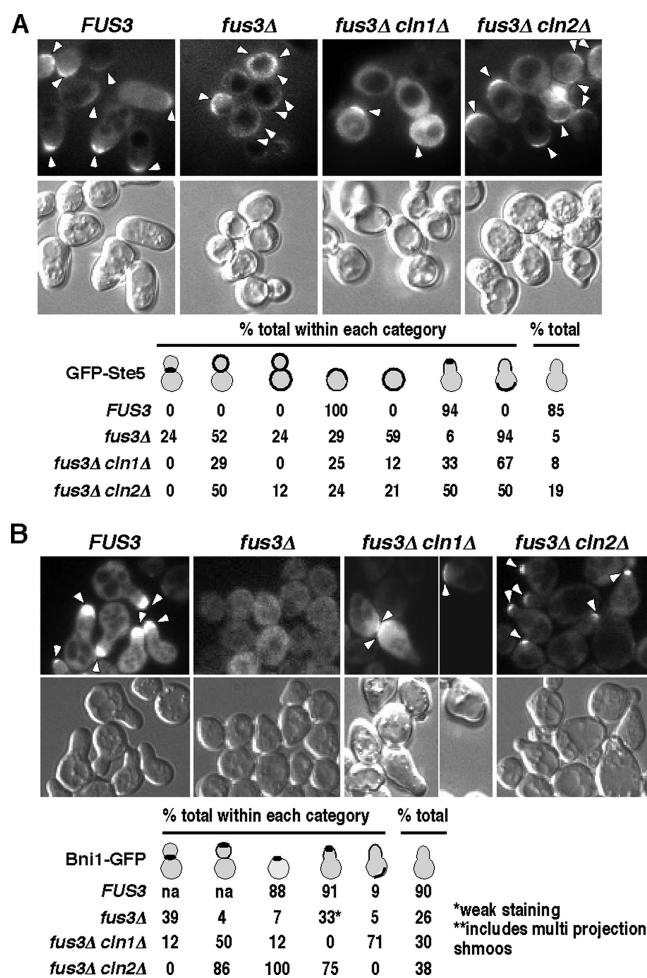 A
FUS3 fus3Δ fus3Δ cln1Δ fus3Δ cln2Δ
% total within each category % total
GFP-Ste5
FUS3 0 0 0 100 0 94 0 85
fus3Δ 24 52 24 29 59 6 94 5
fus3Δ cln1Δ 0 29 0 25 12 33 67 8
fus3Δ cln2Δ 0 50 12 24 21 50 50 19
B
FUS3 fus3Δ fus3Δ cln1Δ fus3Δ cln2Δ
% total within each category % total
Bni1-GFP
FUS3 na na 88 91 9 90
fus3Δ 39 4 7 33* 5 26
fus3Δ cln1Δ 12 50 12 0 71 30
fus3Δ cln2Δ 0 86 100 75 0 38
*weak staining
**includes multi projection
shmoos